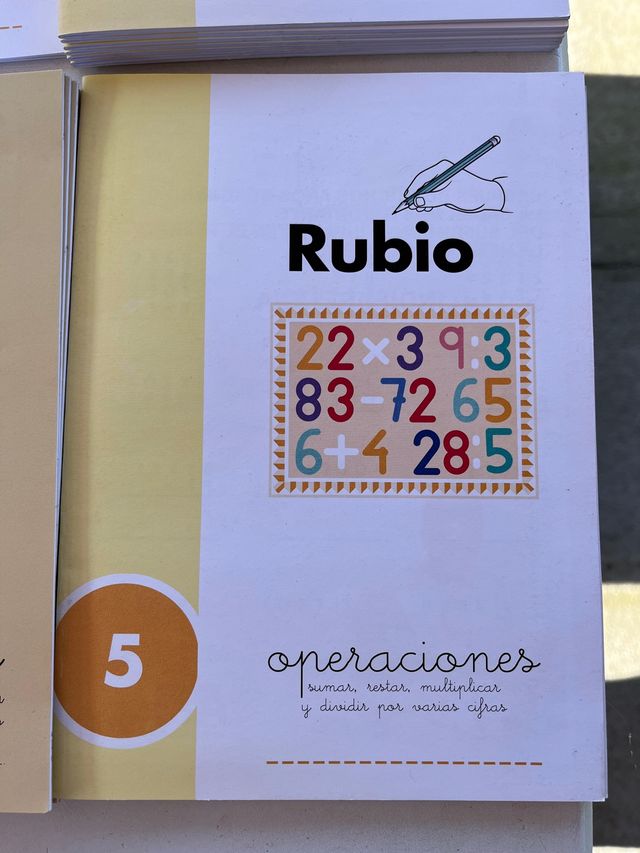 Rubio
22×3 9:3
83-72 65
6+4 28:5
5
operaciones
sumar, restar, multiplicar
y dividir por varias cifras